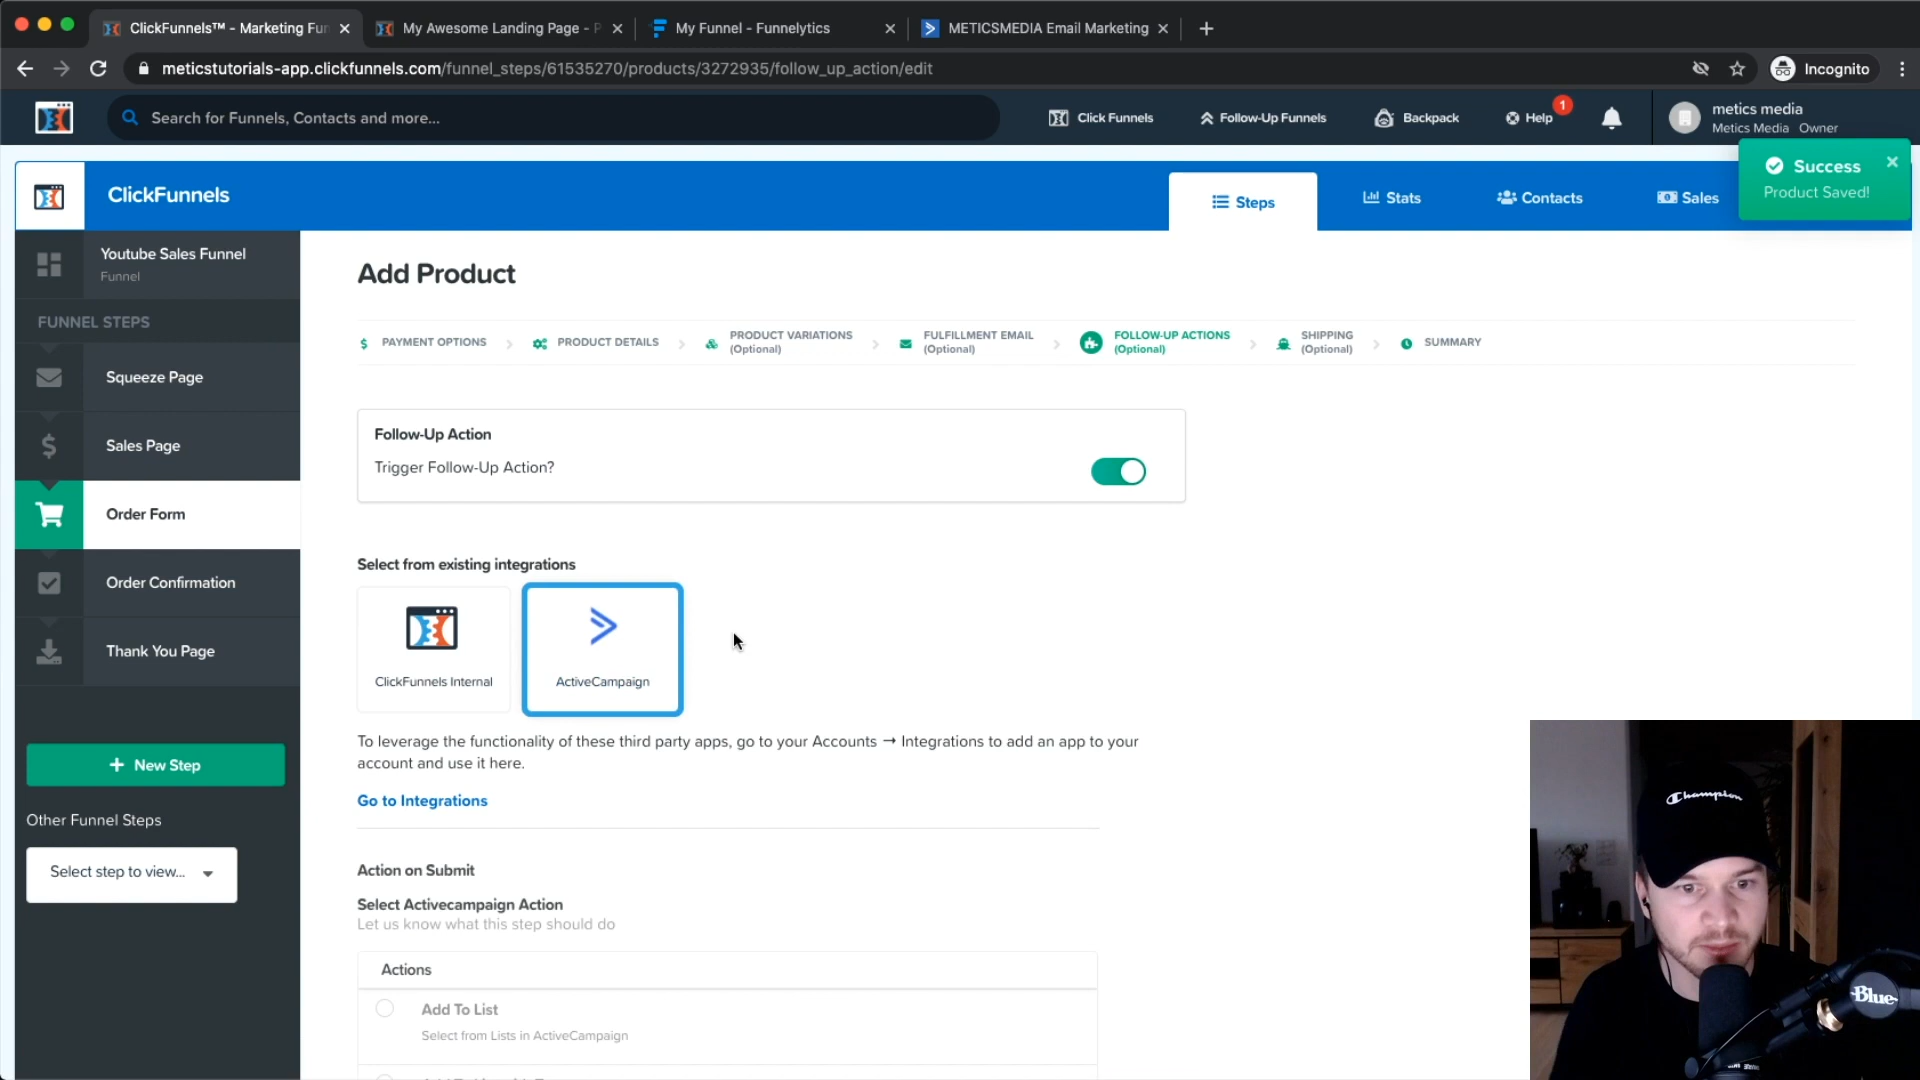 ClickFunnels™ - Marketing Fun
My Awesome Landing Page - P
My Funnel - Funnelytics
METICSMEDIA Email Marketing
meticstutorials-app.clickfunnels.com/funnel_steps/61535270/products/3272935/follow_up_action/edit
Incognito
Search for Funnels, Contacts and more...
Click Funnels
Follow-Up Funnels
Backpack
Help
1
metics media
Metics Media Owner
ClickFunnels
Steps
Stats
Contacts
Sales
Success
Product Saved!
Youtube Sales Funnel
Funnel
FUNNEL STEPS
Squeeze Page
Sales Page
Order Form
Order Confirmation
Thank You Page
+ New Step
Other Funnel Steps
Select step to view...
Add Product
PAYMENT OPTIONS
PRODUCT DETAILS
PRODUCT VARIATIONS
(Optional)
FULFILLMENT EMAIL
(Optional)
FOLLOW-UP ACTIONS
(Optional)
SHIPPING
(Optional)
SUMMARY
Follow-Up Action
Trigger Follow-Up Action?
Select from existing integrations
ClickFunnels Internal
ActiveCampaign
To leverage the functionality of these third party apps, go to your Accounts → Integrations to add an app to your
account and use it here.
Go to Integrations
Action on Submit
Select Activecampaign Action
Let us know what this step should do
Actions
Add To List
Select from Lists in ActiveCampaign
Champion
Blue